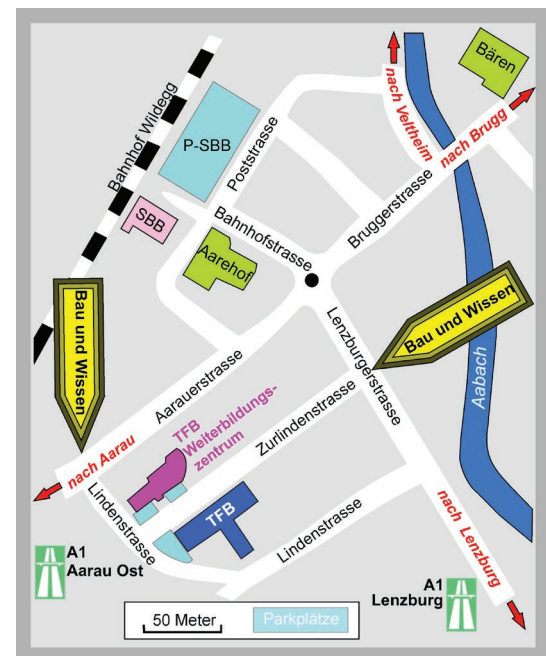 Bären
nach Veltheim
nach Brugg
Bahnhof Wildegg
P-SBB
Poststrasse
SBB
Bahnhofstrasse
Bruggerstrasse
Aarehof
Bau und Wissen
Bau und Wissen
Lenzburgerstrasse
Aabach
Aarauerstrasse
Zurlindenstrasse
TFB
Weiterbildungs-
zentrum
nach Aarau
Lindenstrasse
TFB
Lindenstrasse
nach Lenzburg
A1
Aarau Ost
A1
Lenzburg
50 Meter
Parkplätze